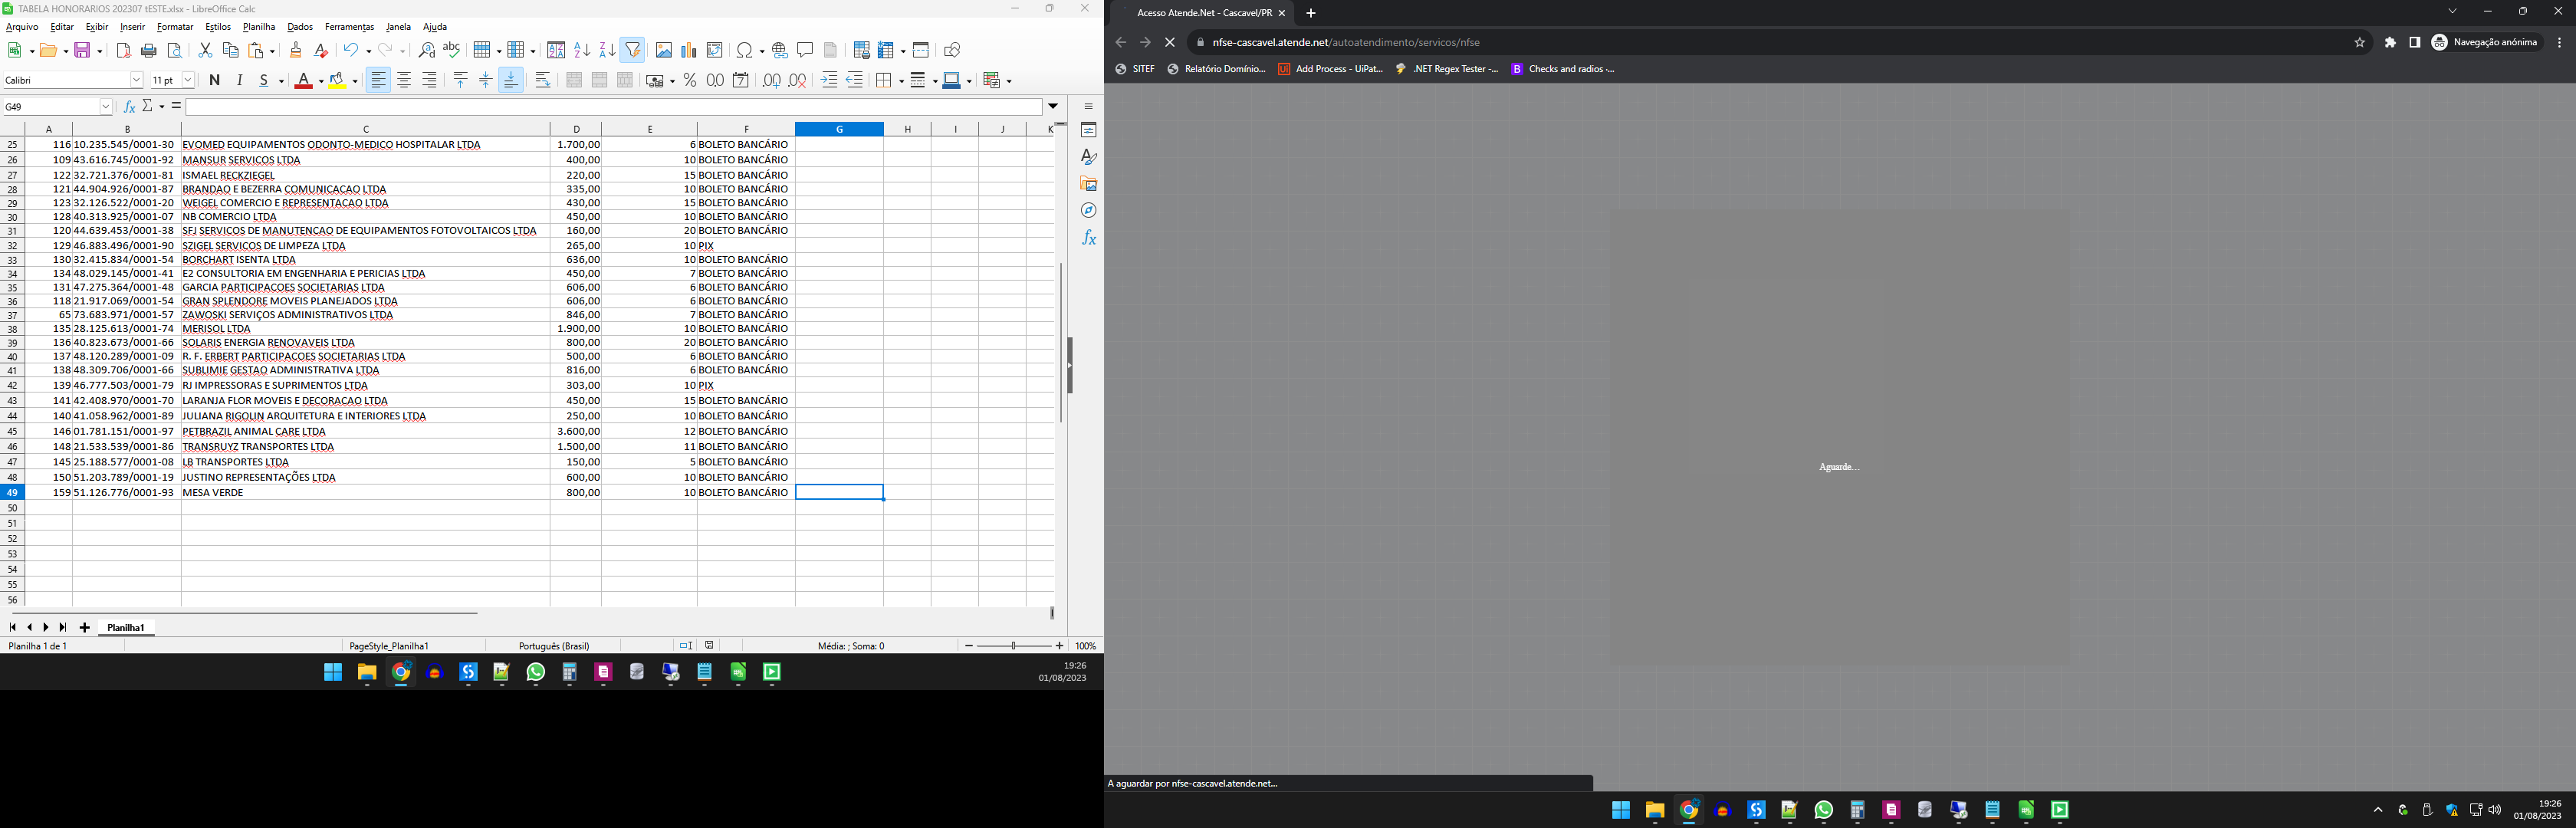 TABELA HONORARIOS 202307 tESTE.xlsx - LibreOffice Calc
Arquivo Editar Exibir Inserir Formatar Estilos Planilha Dados Ferramentas Janela Ajuda
Calibri 11 pt N I S
G49
A B C D E F G H I J K
25 116 10.235.545/0001-30 EVOMED EQUIPAMENTOS ODONTO-MEDICO HOSPITALAR LTDA 1.700,00 6 BOLETO BANCÁRIO
26 109 43.616.745/0001-92 MANSUR SERVICOS LTDA 400,00 10 BOLETO BANCÁRIO
27 122 32.721.376/0001-81 ISMAEL RECKZIEGEL 220,00 15 BOLETO BANCÁRIO
28 121 44.904.926/0001-87 BRANDAO E BEZERRA COMUNICACAO LTDA 335,00 10 BOLETO BANCÁRIO
29 123 32.126.522/0001-20 WEIGEL COMERCIO E REPRESENTACAO LTDA 430,00 15 BOLETO BANCÁRIO
30 128 40.313.925/0001-07 NB COMERCIO LTDA 450,00 10 BOLETO BANCÁRIO
31 120 44.639.453/0001-38 SFJ SERVICOS DE MANUTENCAO DE EQUIPAMENTOS FOTOVOLTAICOS LTDA 160,00 20 BOLETO BANCÁRIO
32 129 46.883.496/0001-90 SZIGEL SERVICOS DE LIMPEZA LTDA 265,00 10 PIX
33 130 32.415.834/0001-54 BORCHART ISENTA LTDA 636,00 10 BOLETO BANCÁRIO
34 134 48.029.145/0001-41 E2 CONSULTORIA EM ENGENHARIA E PERICIAS LTDA 450,00 7 BOLETO BANCÁRIO
35 131 47.275.364/0001-48 GARCIA PARTICIPACOES SOCIETARIAS LTDA 606,00 6 BOLETO BANCÁRIO
36 118 21.917.069/0001-54 GRAN SPLENDORE MOVEIS PLANEJADOS LTDA 606,00 6 BOLETO BANCÁRIO
37 65 73.683.971/0001-57 ZAWOSKI SERVIÇOS ADMINISTRATIVOS LTDA 846,00 7 BOLETO BANCÁRIO
38 135 28.125.613/0001-74 MERISOL LTDA 1.900,00 10 BOLETO BANCÁRIO
39 136 40.823.673/0001-66 SOLARIS ENERGIA RENOVAVEIS LTDA 800,00 20 BOLETO BANCÁRIO
40 137 48.120.289/0001-09 R. F. ERBERT PARTICIPACOES SOCIETARIAS LTDA 500,00 6 BOLETO BANCÁRIO
41 138 48.309.706/0001-66 SUBLIMIE GESTAO ADMINISTRATIVA LTDA 816,00 6 BOLETO BANCÁRIO
42 139 46.777.503/0001-79 RJ IMPRESSORAS E SUPRIMENTOS LTDA 303,00 10 PIX
43 141 42.408.970/0001-70 LARANJA FLOR MOVEIS E DECORACAO LTDA 450,00 15 BOLETO BANCÁRIO
44 140 41.058.962/0001-89 JULIANA RIGOLIN ARQUITETURA E INTERIORES LTDA 250,00 10 BOLETO BANCÁRIO
45 146 01.781.151/0001-97 PETBRAZIL ANIMAL CARE LTDA 3.600,00 12 BOLETO BANCÁRIO
46 148 21.533.539/0001-86 TRANSRUYZ TRANSPORTES LTDA 1.500,00 11 BOLETO BANCÁRIO
47 145 25.188.577/0001-08 LB TRANSPORTES LTDA 150,00 5 BOLETO BANCÁRIO
48 150 51.203.789/0001-19 JUSTINO REPRESENTAÇÕES LTDA 600,00 10 BOLETO BANCÁRIO
49 159 51.126.776/0001-93 MESA VERDE 800,00 10 BOLETO BANCÁRIO
50
51
52
53
54
55
56
Planilha1
Planilha 1 de 1 PageStyle_Planilha1 Português (Brasil) Média: ; Soma: 0 100%
19:26
01/08/2023
Acesso Atende.Net - Cascavel/PR
nfse-cascavel.atende.net/autoatendimento/servicos/nfse Navegação anónima
SITEF Relatório Domínio... Add Process - UiPat... .NET Regex Tester -... Checks and radios ·...
Aguarde...
A aguardar por nfse-cascavel.atende.net...
19:26
01/08/2023